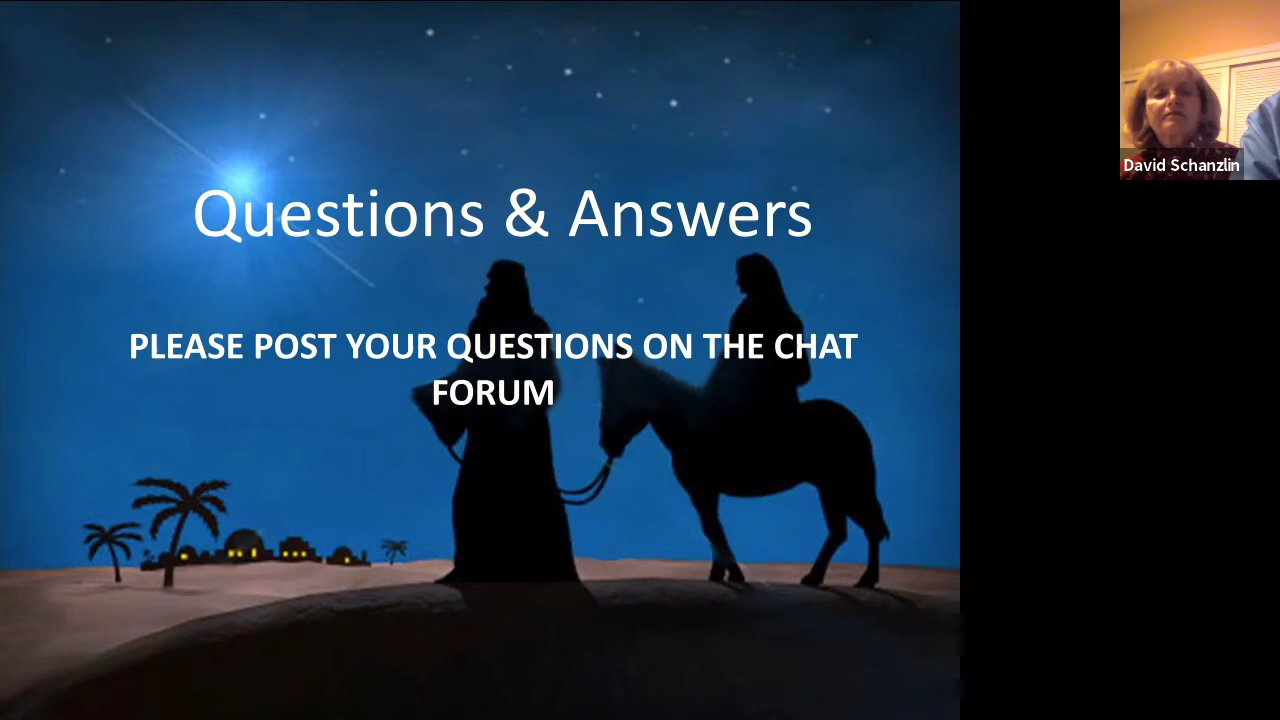 Questions & Answers
PLEASE POST YOUR QUESTIONS ON THE CHAT
FORUM
David Schanzlin